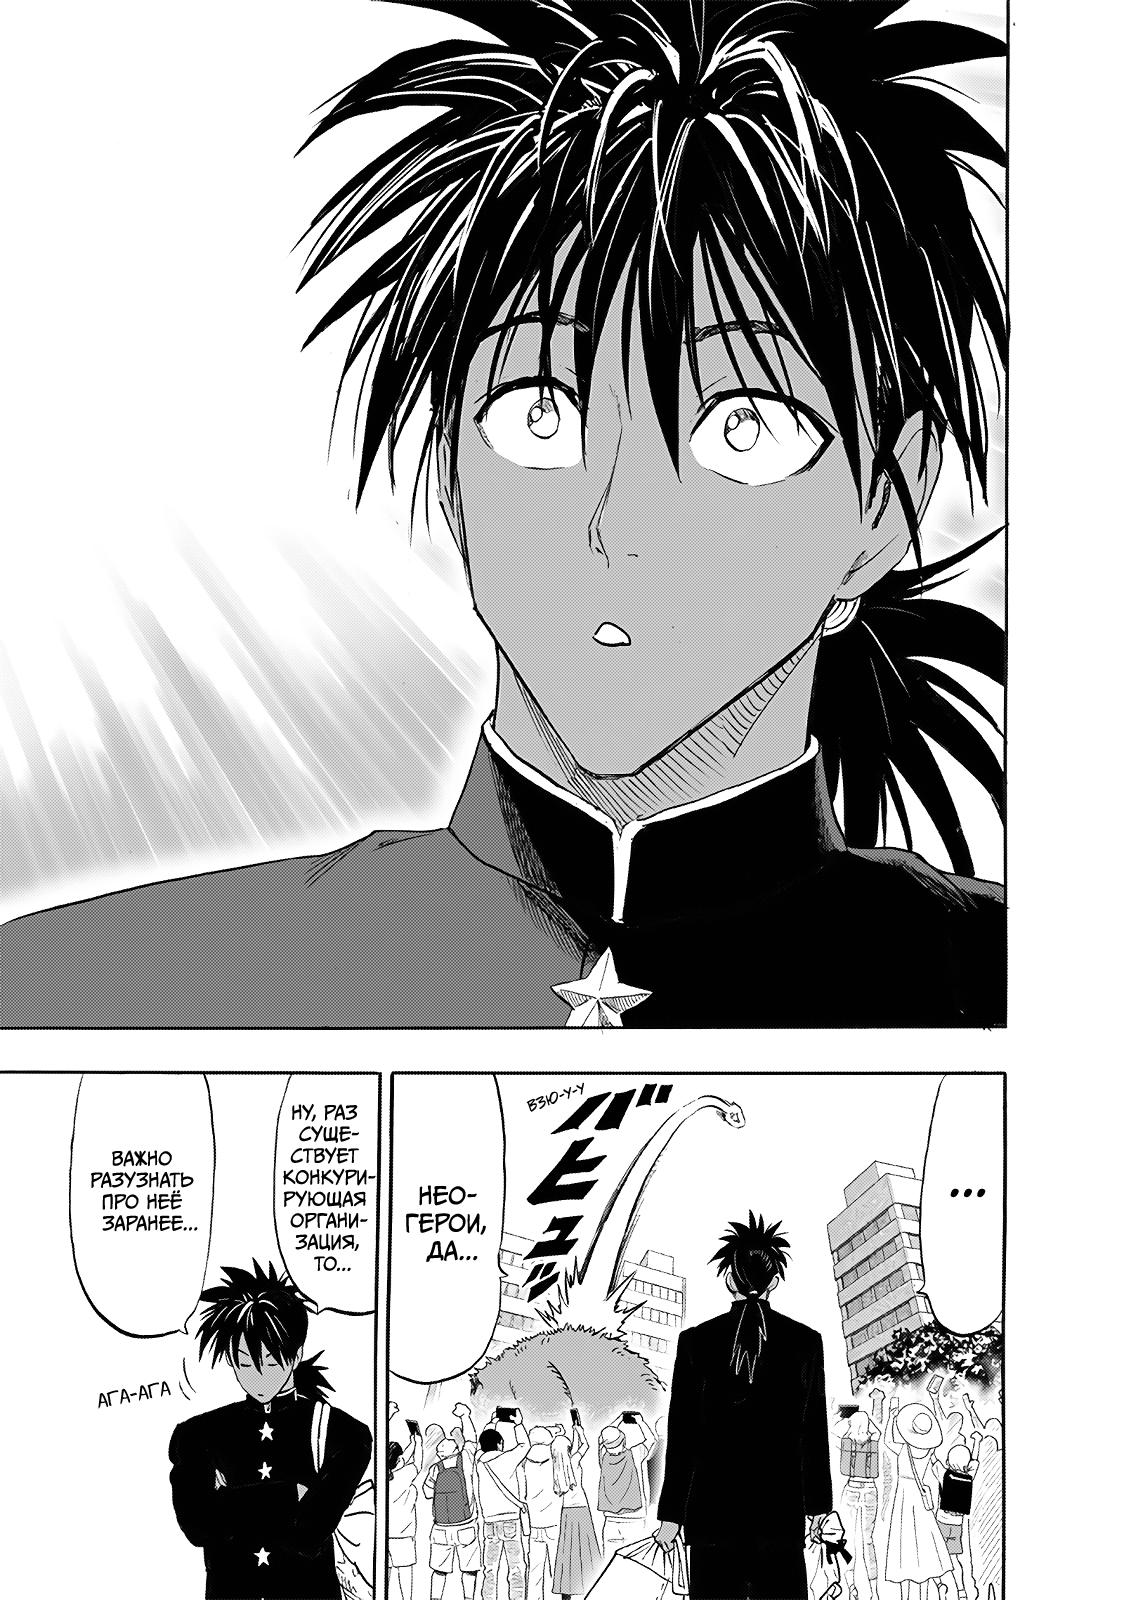 ...
バ
ヒ
ュ
ッ
ВЗЮ-У-У
НЕО-
ГЕРОИ,
ДА...
НУ, РАЗ
СУЩЕ-
СТВУЕТ
КОНКУРИ-
РУЮЩАЯ
ОРГАНИ-
ЗАЦИЯ,
ТО...
ВАЖНО
РАЗУЗНАТЬ
ПРО НЕЁ
ЗАРАНЕЕ...
АГА-АГА